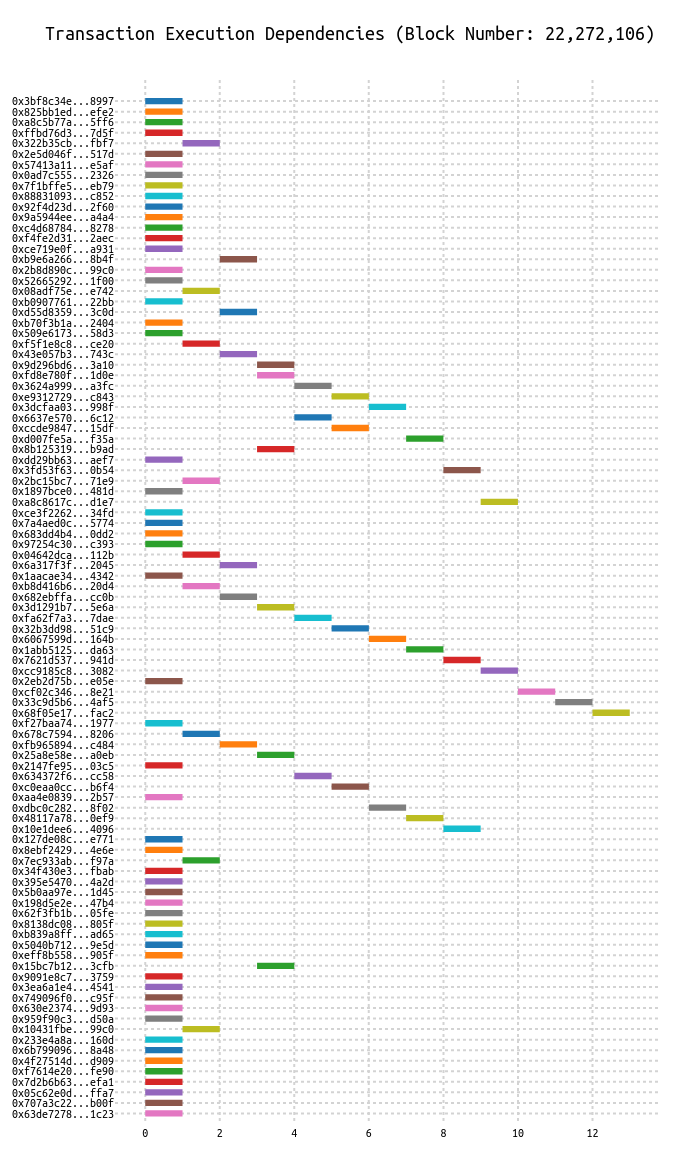 Transaction Execution Dependencies (Block Number: 22,272,106)
0x3bf8c34e...8997
0x825bb1ed...efe2
0xa8c5b77a...5ff6
0xffbd76d3...7d5f
0x322b35cb...fbf7
0x2e5d046f...517d
0x57413a11...e5af
0x0ad7c555...2326
0x7f1bffe5...eb79
0x88831093...c852
0x92f4d23d...2f60
0x9a5944ee...a4a4
0xc4d68784...8278
0xf4fe2d31...2aec
0xce719e0f...a931
0xb9e6a266...8b4f
0x2b8d890c...99c0
0x52665292...1f00
0x08adf75e...e742
0xb0907761...22bb
0xd55d8359...3c0d
0xb70f3b1a...2404
0x509e6173...58d3
0xf5f1e8c8...ce20
0x43e057b3...743c
0x9d296bd6...3a10
0xfd8e780f...1d0e
0x3624a999...a3fc
0xe9312729...c843
0x3dcfaa03...998f
0x6637e570...6c12
0xccde9847...15df
0xd007fe5a...f35a
0x8b125319...b9ad
0xdd29bb63...aef7
0x3fd53f63...0b54
0x2bc15bc7...71e9
0x1897bce0...481d
0xa8c8617c...d1e7
0xce3f2262...34fd
0x7a4aed0c...5774
0x683dd4b4...0dd2
0x97254c30...c393
0x04642dca...112b
0x6a317f3f...2045
0x1aacae34...4342
0xb8d416b6...20d4
0x682ebffa...cc0b
0x3d1291b7...5e6a
0xfa62f7a3...7dae
0x32b3dd98...51c9
0x6067599d...164b
0x1abb5125...da63
0x7621d537...941d
0xcc9185c8...3082
0x2eb2d75b...e05e
0xcf02c346...8e21
0x33c9d5b6...4af5
0x68f05e17...fac2
0xf27baa74...1977
0x678c7594...8206
0xfb965894...c484
0x25a8e58e...a0eb
0x2147fe95...03c5
0x634372f6...cc58
0xc0eaa0cc...b6f4
0xaa4e0839...2b57
0xdbc0c282...8f02
0x48117a78...0ef9
0x10e1dee6...4096
0x127de08c...e771
0x8ebf2429...4e6e
0x7ec933ab...f97a
0x34f430e3...fbab
0x395e5470...4a2d
0x5b0aa97e...1d45
0x198d5e2e...47b4
0x62f3fb1b...05fe
0x8138dc08...805f
0xb839a8ff...ad65
0x5040b712...9e5d
0xeff8b558...905f
0x15bc7b12...3cfb
0x9091e8c7...3759
0x3ea6a1e4...4541
0x749096f0...c95f
0x630e2374...9d93
0x959f90c3...d50a
0x10431fbe...99c0
0x233e4a8a...160d
0x6b799096...8a48
0x4f27514d...d909
0xf7614e20...fe90
0x7d2b6b63...efa1
0x05c62e0d...ffa7
0x707a3c22...b00f
0x63de7278...1c23
0 2 4 6 8 10 12